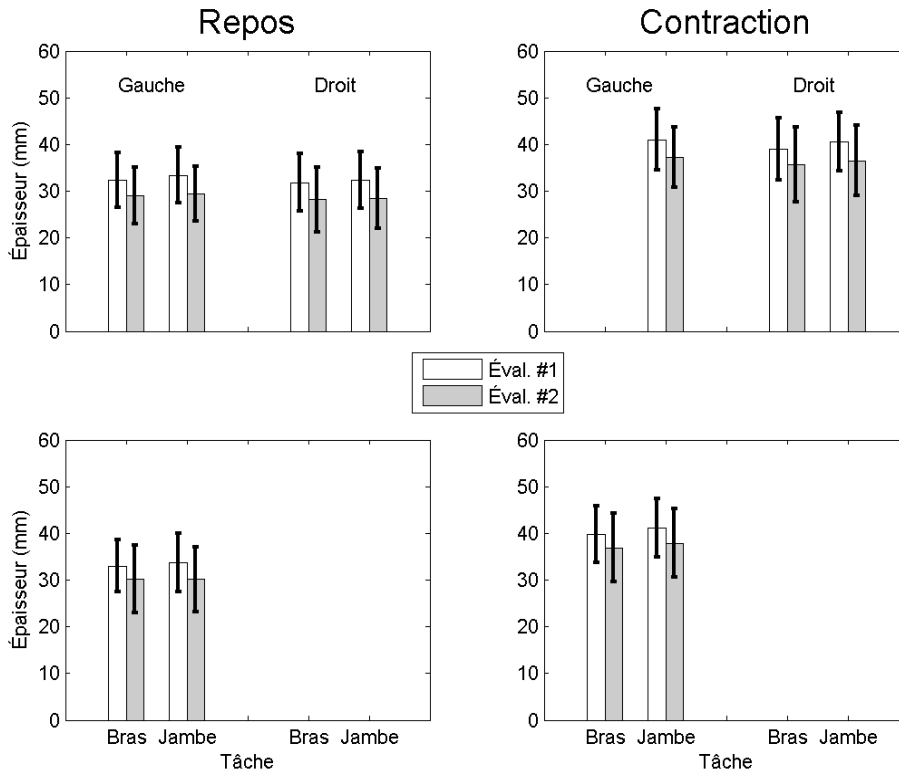 Repos
Contraction
60
50
40
30
20
10
0
Épaisseur (mm)
Gauche
Droit
60
50
40
30
20
10
0
Gauche
Droit
Éval. #1
Éval. #2
60
50
40
30
20
10
0
Épaisseur (mm)
Bras Jambe
Bras Jambe
Tâche
60
50
40
30
20
10
0
Bras Jambe
Bras Jambe
Tâche